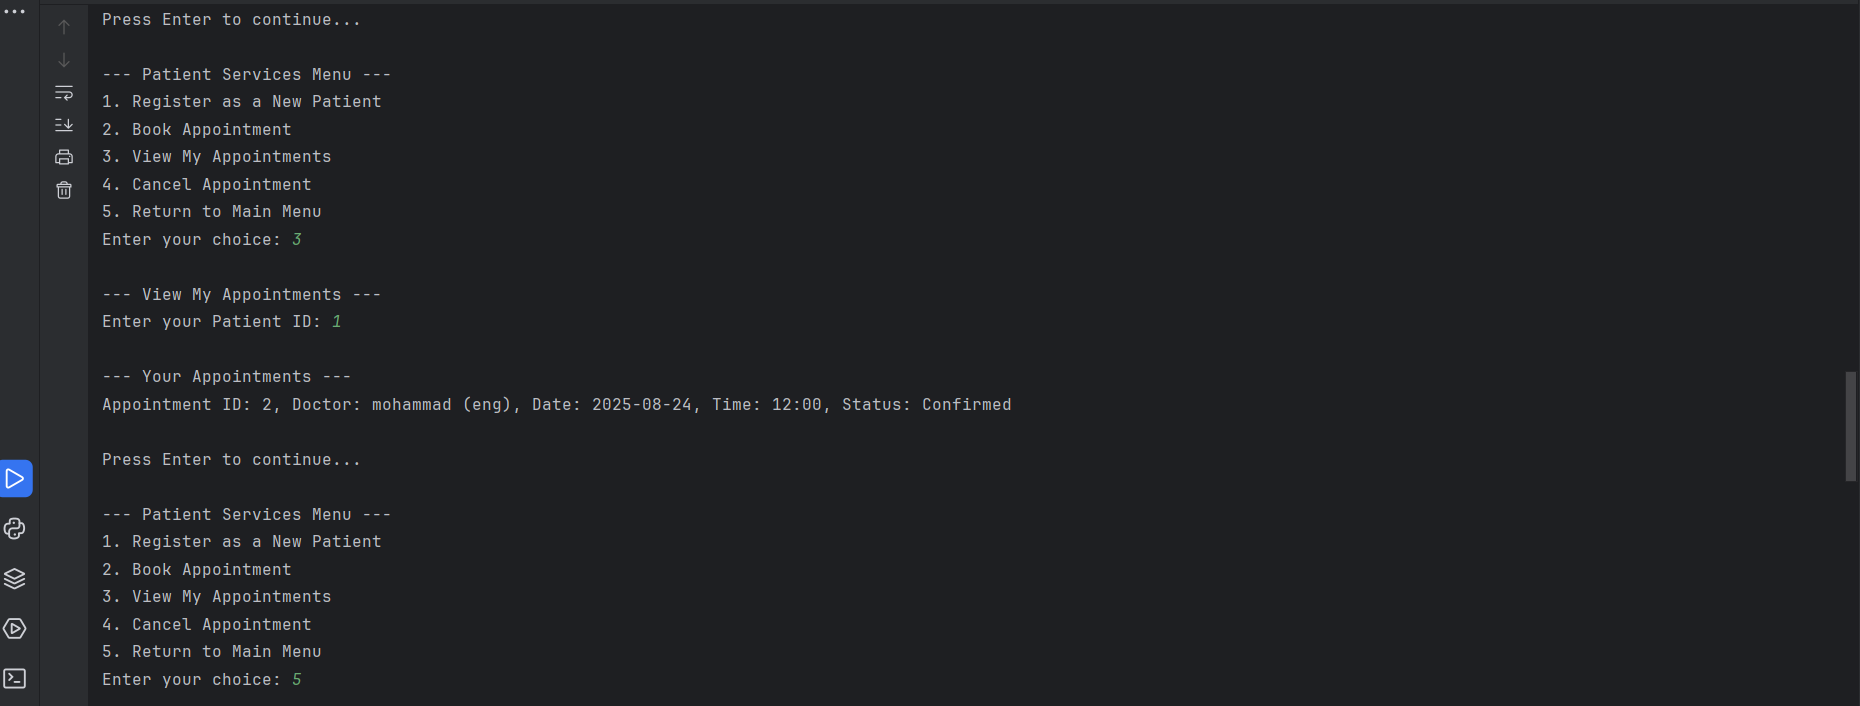 Press Enter to continue...
--- Patient Services Menu ---
1. Register as a New Patient
2. Book Appointment
3. View My Appointments
4. Cancel Appointment
5. Return to Main Menu
Enter your choice: 3
--- View My Appointments ---
Enter your Patient ID: 1
--- Your Appointments ---
Appointment ID: 2, Doctor: mohammad (eng), Date: 2025-08-24, Time: 12:00, Status: Confirmed
Press Enter to continue...
--- Patient Services Menu ---
1. Register as a New Patient
2. Book Appointment
3. View My Appointments
4. Cancel Appointment
5. Return to Main Menu
Enter your choice: 5